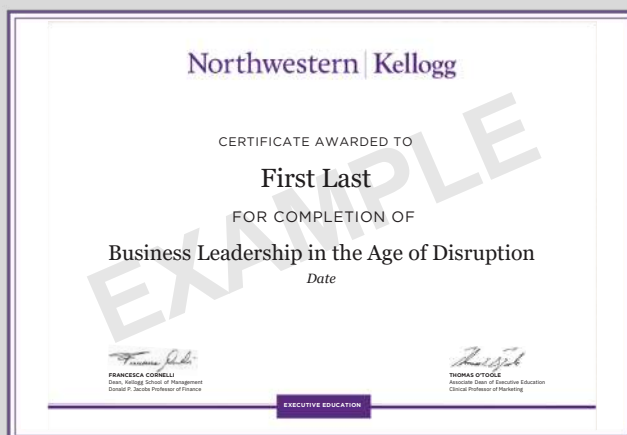 Northwestern | Kellogg
CERTIFICATE AWARDED TO
First Last
FOR COMPLETION OF
Business Leadership in the Age of Disruption
Date
EXAMPLE
FRANCESCA CORNELLI
Dean, Kellogg School of Management
Donald P. Jacobs Professor of Finance
THOMAS O'TOOLE
Associate Dean of Executive Education
Clinical Professor of Marketing
EXECUTIVE EDUCATION